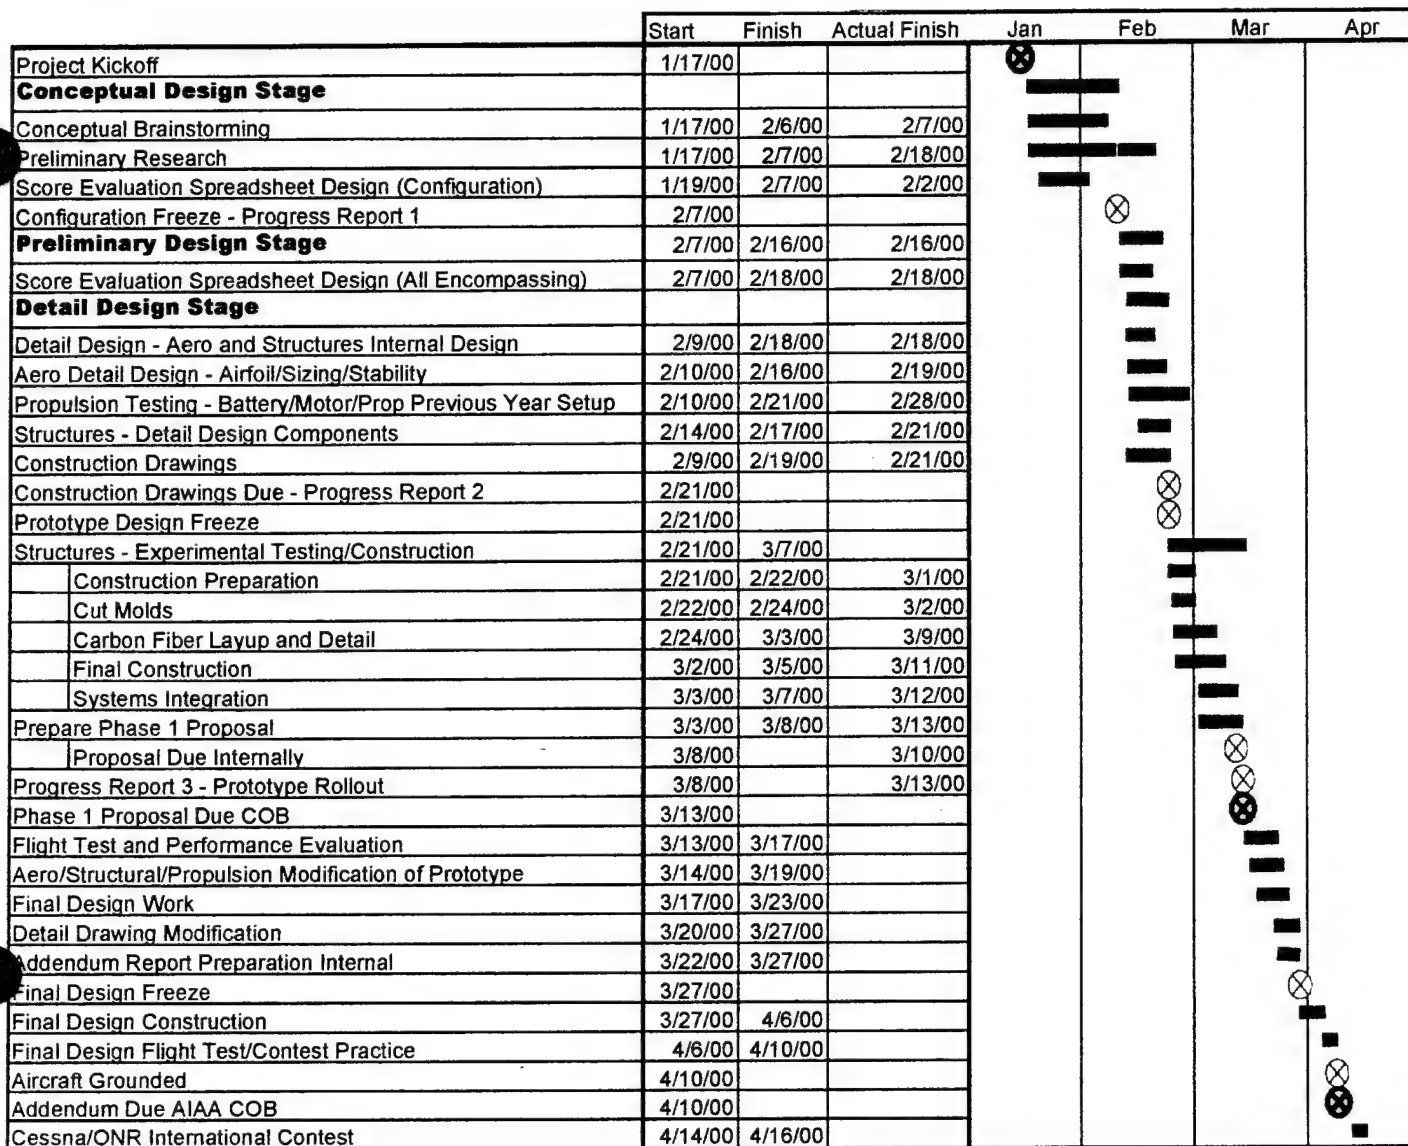 Start Finish Actual Finish Jan Feb Mar Apr
Project Kickoff 1/17/00
Conceptual Design Stage
Conceptual Brainstorming 1/17/00 2/6/00 2/7/00
Preliminary Research 1/17/00 2/7/00 2/18/00
Score Evaluation Spreadsheet Design (Configuration) 1/19/00 2/7/00 2/2/00
Configuration Freeze - Progress Report 1 2/7/00
Preliminary Design Stage 2/7/00 2/16/00 2/16/00
Score Evaluation Spreadsheet Design (All Encompassing) 2/7/00 2/18/00 2/18/00
Detail Design Stage
Detail Design - Aero and Structures Internal Design 2/9/00 2/18/00 2/18/00
Aero Detail Design - Airfoil/Sizing/Stability 2/10/00 2/16/00 2/19/00
Propulsion Testing - Battery/Motor/Prop Previous Year Setup 2/10/00 2/21/00 2/28/00
Structures - Detail Design Components 2/14/00 2/17/00 2/21/00
Construction Drawings 2/9/00 2/19/00 2/21/00
Construction Drawings Due - Progress Report 2 2/21/00
Prototype Design Freeze 2/21/00
Structures - Experimental Testing/Construction 2/21/00 3/7/00
Construction Preparation 2/21/00 2/22/00 3/1/00
Cut Molds 2/22/00 2/24/00 3/2/00
Carbon Fiber Layup and Detail 2/24/00 3/3/00 3/9/00
Final Construction 3/2/00 3/5/00 3/11/00
Systems Integration 3/3/00 3/7/00 3/12/00
Prepare Phase 1 Proposal 3/3/00 3/8/00 3/13/00
Proposal Due Internally 3/8/00 3/10/00
Progress Report 3 - Prototype Rollout 3/8/00 3/13/00
Phase 1 Proposal Due COB 3/13/00
Flight Test and Performance Evaluation 3/13/00 3/17/00
Aero/Structural/Propulsion Modification of Prototype 3/14/00 3/19/00
Final Design Work 3/17/00 3/23/00
Detail Drawing Modification 3/20/00 3/27/00
Addendum Report Preparation Internal 3/22/00 3/27/00
Final Design Freeze 3/27/00
Final Design Construction 3/27/00 4/6/00
Final Design Flight Test/Contest Practice 4/6/00 4/10/00
Aircraft Grounded 4/10/00
Addendum Due AIAA COB 4/10/00
Cessna/ONR International Contest 4/14/00 4/16/00